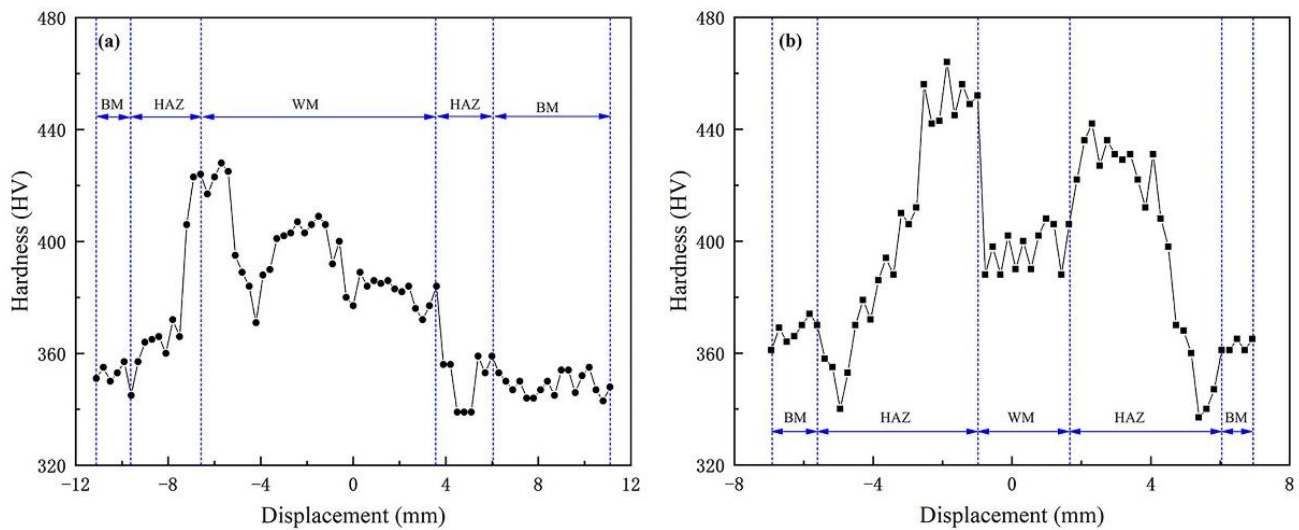 (a)
480
440
400
360
320
Hardness (HV)
BM
HAZ
WM
HAZ
BM
−12
−8
−4
0
4
8
12
Displacement (mm)
(b)
480
440
400
360
320
Hardness (HV)
BM
HAZ
WM
HAZ
BM
−8
−4
0
4
8
Displacement (mm)